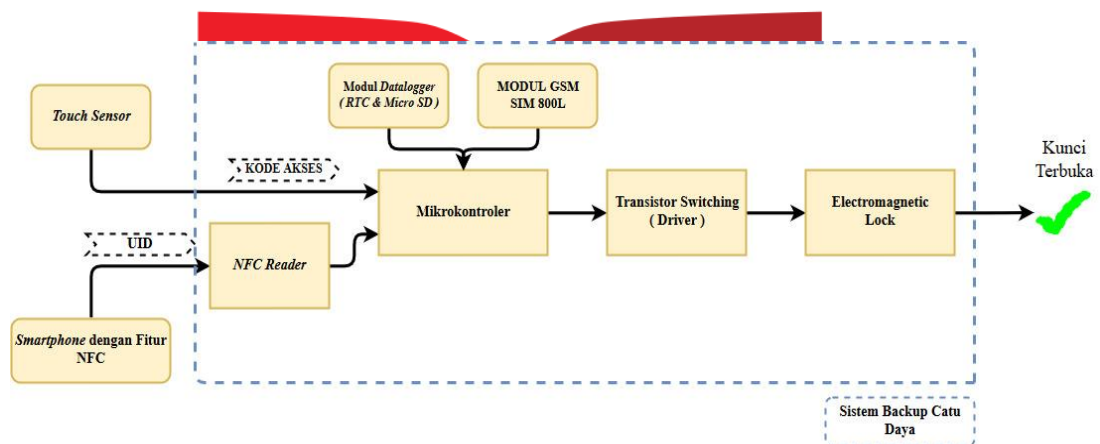 Modul Datalogger
( RTC & Micro SD )
MODUL GSM
SIM 800L
Touch Sensor
KODE AKSES
Mikrokontroler
Transistor Switching
( Driver )
Electromagnetic
Lock
Kunci
Terbuka
UID
NFC Reader
Smartphone dengan Fitur
NFC
Sistem Backup Catu
Daya